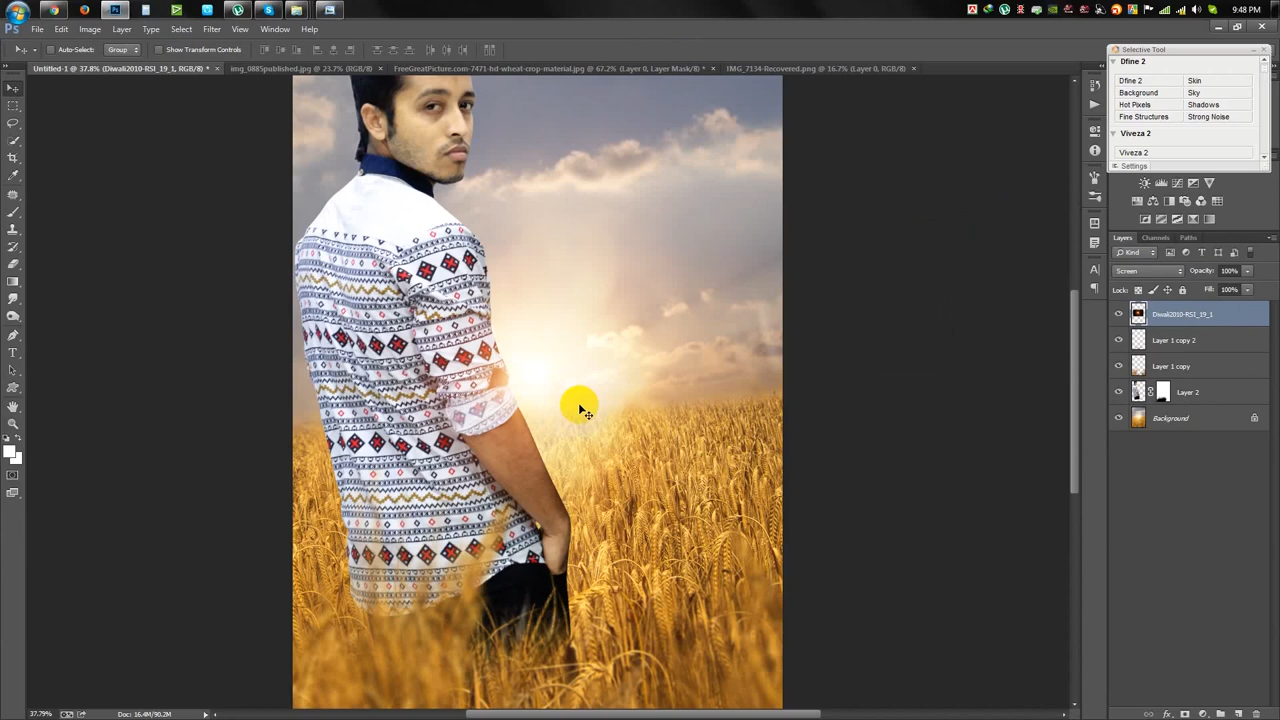 9:48 PM
Ps File Edit Image Layer Type Select Filter View Window Help
Auto-Select: Group Show Transform Controls
Untitled-1 @ 37.8% (Diwali2010-RSI_19_1, RGB/8) * × img_0885published.jpg @ 23.7% (RGB/8) × FreeGreatPicture.com-7471-hd-wheat-crop-material.jpg @ 67.2% (Layer 0, Layer Mask/8) * × IMG_7134-Recovered.png @ 16.7% (Layer 0, RGB/8) ×
Selective Tool
Dfine 2
Dfine 2 Skin
Background Sky
Hot Pixels Shadows
Fine Structures Strong Noise
Viveza 2
Viveza 2
Settings
Layers Channels Paths
Kind
Screen Opacity: 100%
Lock: Fill: 100%
Diwali2010-RSI_19_1
Layer 1 copy 2
Layer 1 copy
Layer 2
Background
37.79% Doc: 16.4M/90.2M